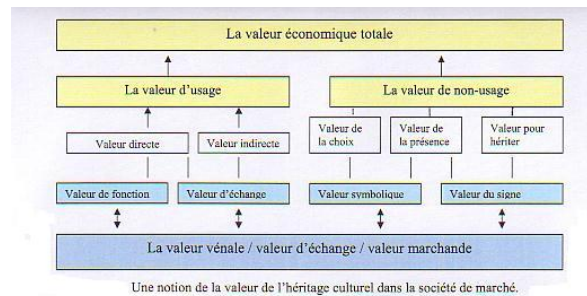 La valeur économique totale
La valeur d'usage
La valeur de non-usage
Valeur directe
Valeur indirecte
Valeur de
la choix
Valeur de
la présence
Valeur pour
hériter
Valeur de fonction
Valeur d'échange
Valeur symbolique
Valeur du signe
La valeur vénale / valeur d'échange / valeur marchande
Une notion de la valeur de l'héritage culturel dans la société de marché.